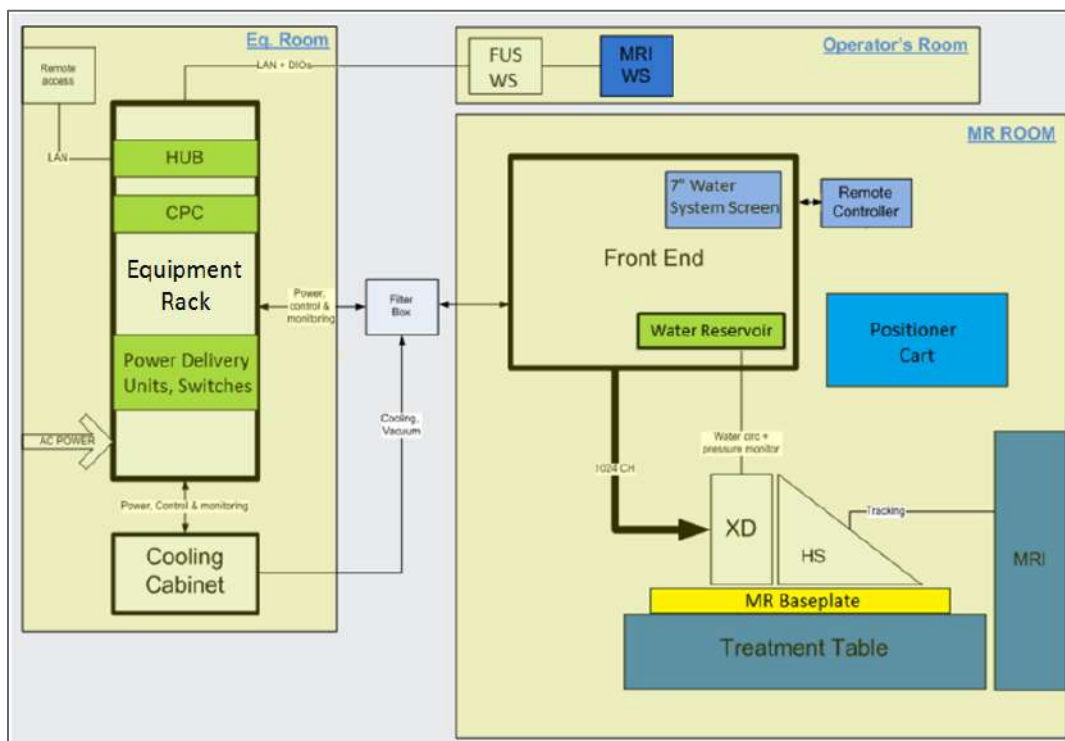 Eq. Room
Remote
access
LAN
LAN + DIOs
HUB
CPC
Equipment
Rack
Power Delivery
Units, Switches
AC POWER
Power, Control & monitoring
Cooling
Cabinet
Power,
control &
monitoring
Filter
Box
Cooling,
Vacuum
Operator's Room
FUS
WS
MRI
WS
MR ROOM
7" Water
System Screen
Remote
Controller
Front End
Water Reservoir
Positioner
Cart
Water circ +
pressure monitor
1024 CH
XD
HS
Tracking
MRI
MR Baseplate
Treatment Table